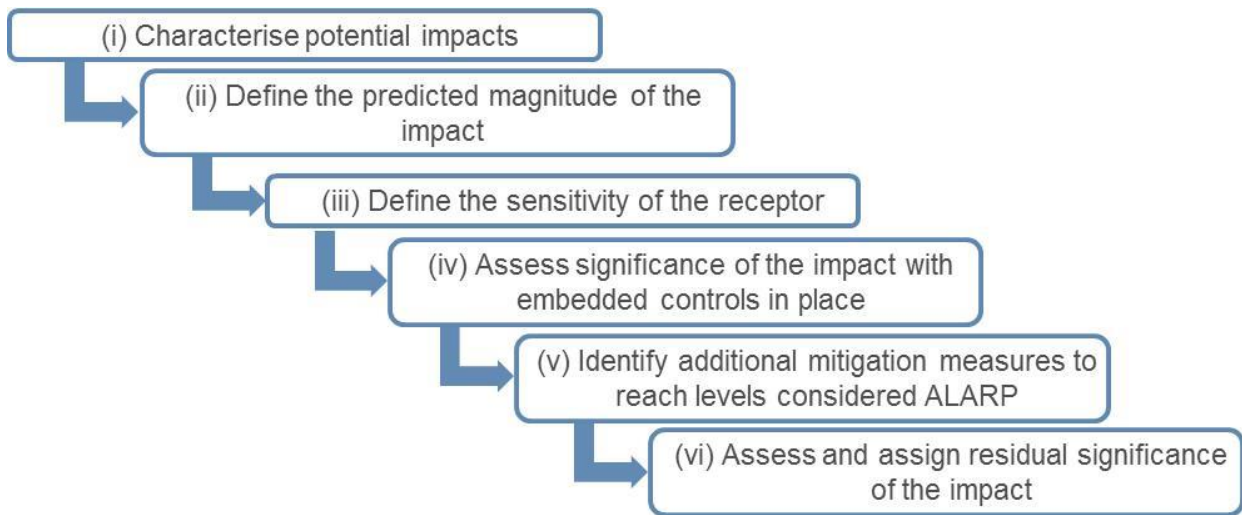 (i) Characterise potential impacts
(ii) Define the predicted magnitude of the
impact
(iii) Define the sensitivity of the receptor
(iv) Assess significance of the impact with
embedded controls in place
(v) Identify additional mitigation measures to
reach levels considered ALARP
(vi) Assess and assign residual significance
of the impact